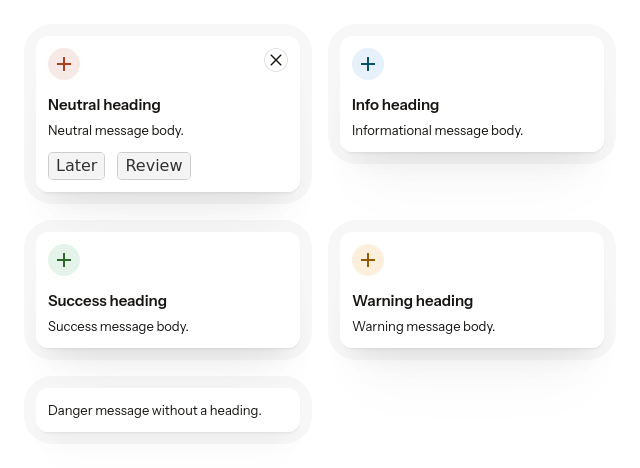 Neutral heading
Neutral message body.
Later Review
Info heading
Informational message body.
Success heading
Success message body.
Warning heading
Warning message body.
Danger message without a heading.